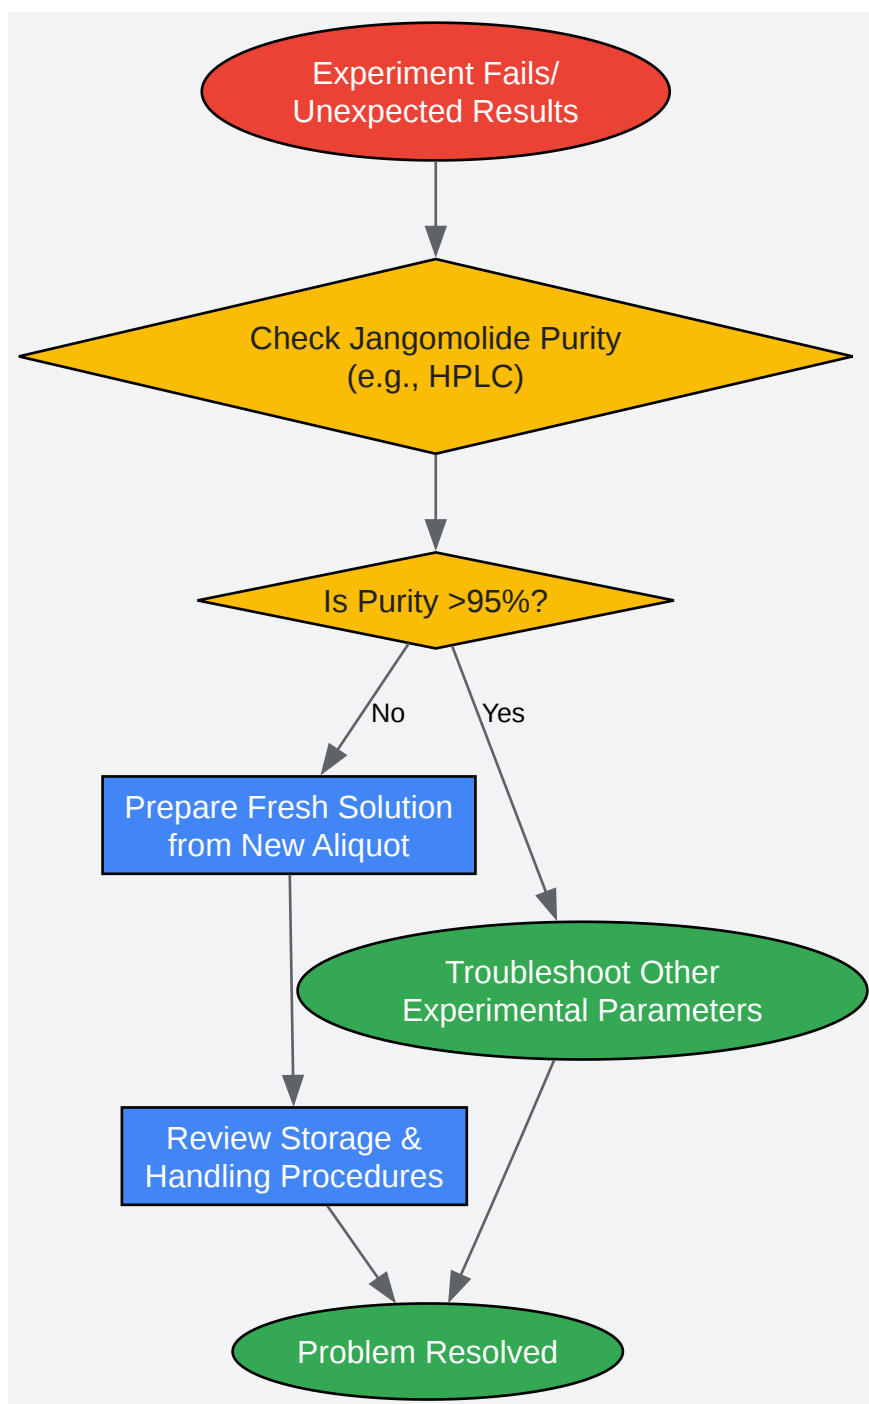 Experiment Fails/
Unexpected Results
Check Jangomolide Purity
(e.g., HPLC)
Is Purity >95%?
No
Yes
Prepare Fresh Solution
from New Aliquot
Troubleshoot Other
Experimental Parameters
Review Storage &
Handling Procedures
Problem Resolved